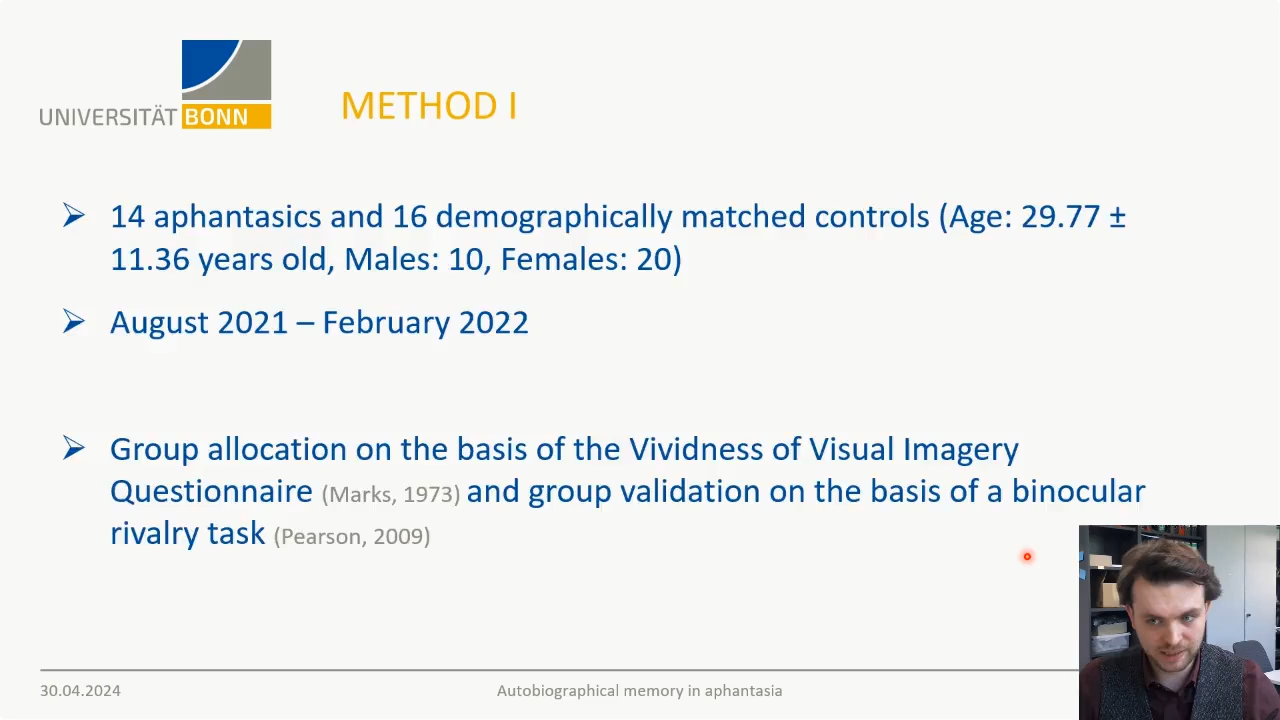 UNIVERSITÄT BONN
METHOD I
14 aphantasics and 16 demographically matched controls (Age: 29.77 ±
11.36 years old, Males: 10, Females: 20)
August 2021 – February 2022
Group allocation on the basis of the Vividness of Visual Imagery
Questionnaire (Marks, 1973) and group validation on the basis of a binocular
rivalry task (Pearson, 2009)
30.04.2024
Autobiographical memory in aphantasia